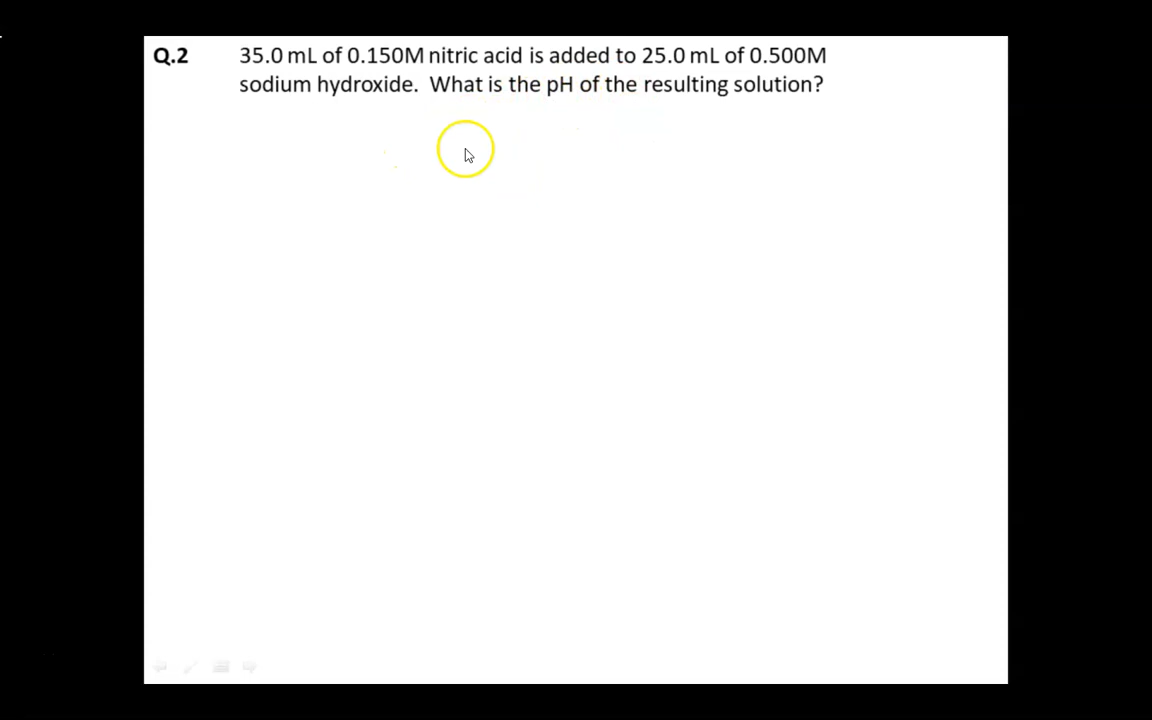 Q.2 35.0 mL of 0.150M nitric acid is added to 25.0 mL of 0.500M
sodium hydroxide. What is the pH of the resulting solution?